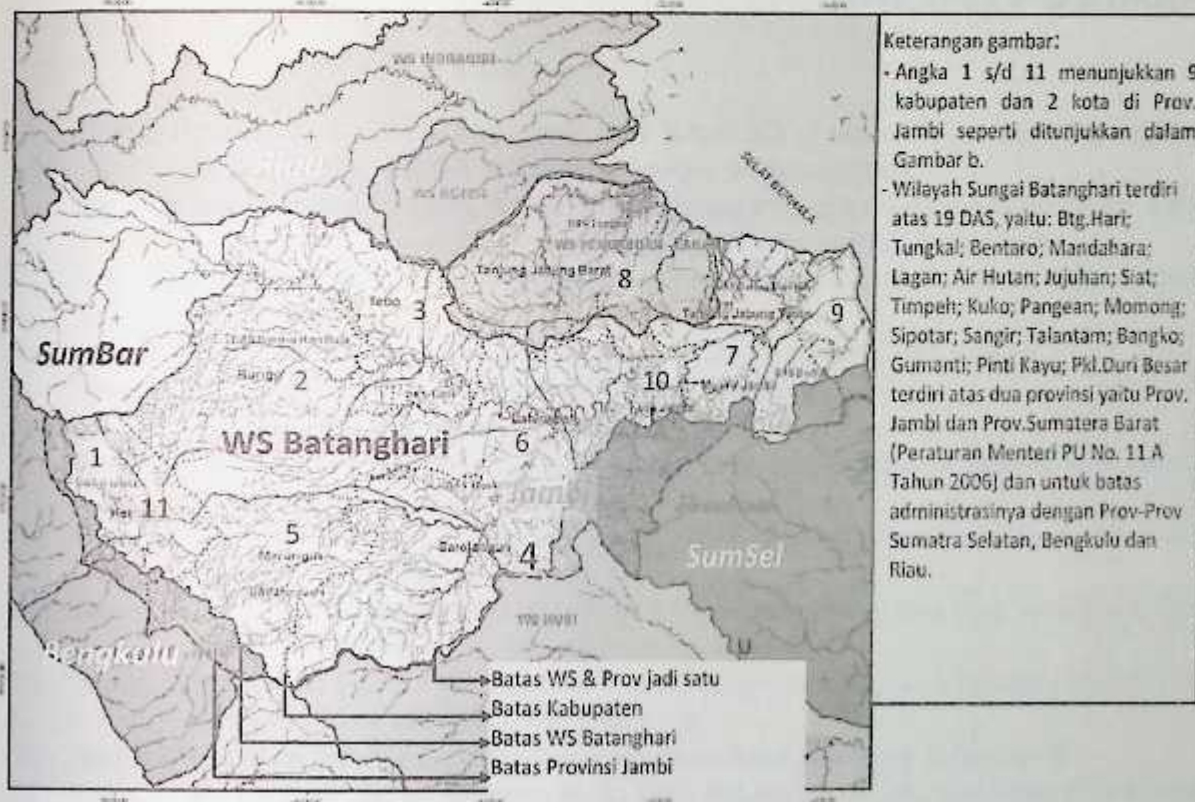 WS INDRAGIRI
SumBar
Tanjung Jabung Barat
8
Tebo
3
9
Bungo
2
7
10
WS Batanghari
6
1
11
5
Merangin
Sarolangun
4
SumSel
WS MUSI
Bengkulu
U
Batas WS & Prov jadi satu
Batas Kabupaten
Batas WS Batanghari
Batas Provinsi Jambi
Keterangan gambar:
- Angka 1 s/d 11 menunjukkan 9
kabupaten dan 2 kota di Prov.
Jambi seperti ditunjukkan dalam
Gambar b.
- Wilayah Sungai Batanghari terdiri
atas 19 DAS, yaitu: Btg.Hari;
Tungkal; Bentaro; Mandahara;
Lagan; Air Hutan; Jujuhan; Siat;
Timpeh; Kuko; Pangean; Momong;
Sipotar; Sangir; Talantam; Bangko;
Gumanti; Pinti Kayu; Pkl.Duri Besar
terdiri atas dua provinsi yaitu Prov.
Jambi dan Prov.Sumatera Barat
(Peraturan Menteri PU No. 11 A
Tahun 2006) dan untuk batas
administrasinya dengan Prov-Prov
Sumatra Selatan, Bengkulu dan
Riau.